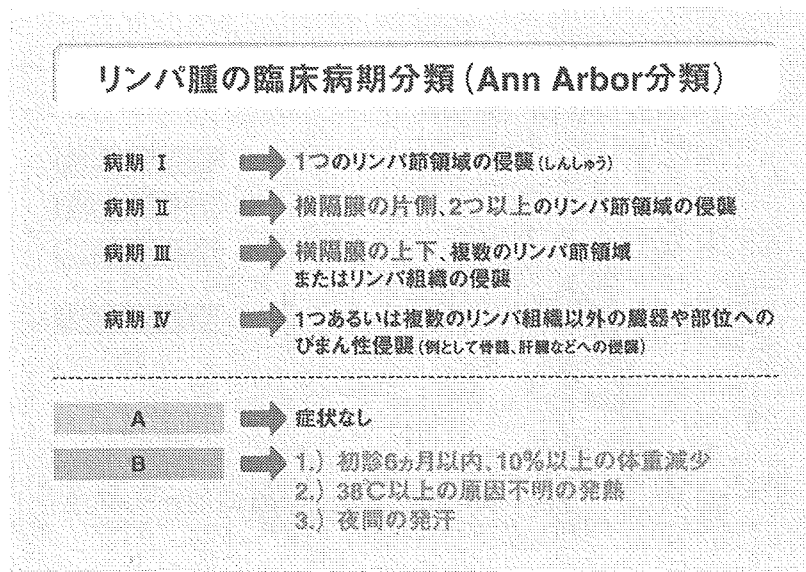 リンパ腫の臨床病期分類(Ann Arbor分類)
病期 Ⅰ 1つのリンパ節領域の侵襲(しんしゅう)
病期 Ⅱ 横隔膜の片側、2つ以上のリンパ節領域の侵襲
病期 Ⅲ 横隔膜の上下、複数のリンパ節領域
またはリンパ組織の侵襲
病期 Ⅳ 1つあるいは複数のリンパ組織以外の臓器や部位への
びまん性侵襲(例として骨髄、肝臓などへの侵襲)
A 症状なし
B 1.) 初診6ヵ月以内、10%以上の体重減少
2.) 38℃以上の原因不明の発熱
3.) 夜間の発汗